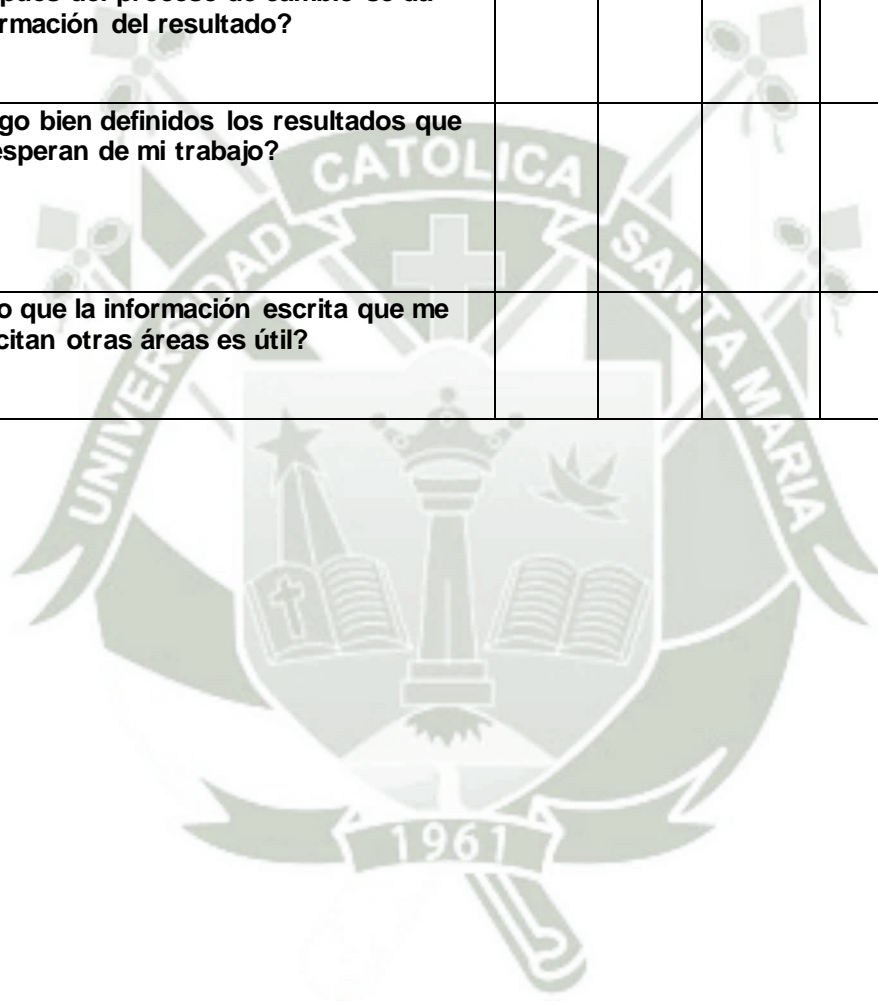 rmación del resultado?
go bien definidos los resultados que
esperan de mi trabajo?
o que la información escrita que me
citan otras áreas es útil?
UNIVERSIDAD CATOLICA SANTA MARIA
1961